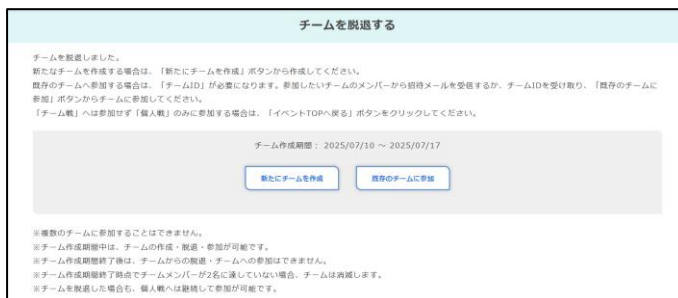 チームを脱退する
チームを脱退しました。
新たなチームを作成する場合は、「新たにチームを作成」ボタンから作成してください。
既存のチームへ参加する場合は、「チームID」が必要になります。参加したいチームのメンバーから招待メールを受信するか、チームIDを受け取り、「既存のチームに
参加」ボタンからチームに参加してください。
「チーム戦」へは参加せず「個人戦」のみに参加する場合は、「イベントTOPへ戻る」ボタンをクリックしてください。
チーム作成期間： 2025/07/10 ～ 2025/07/17
新たにチームを作成 既存のチームに参加
※複数のチームに参加することはできません。
※チーム作成期間中は、チームの作成・脱退・参加が可能です。
※チーム作成期間終了後は、チームからの脱退・チームへの参加はできません。
※チーム作成期間終了時点でチームメンバーが2名に達していない場合、チームは消滅します。
※チームを脱退した場合も、個人戦へは継続して参加が可能です。